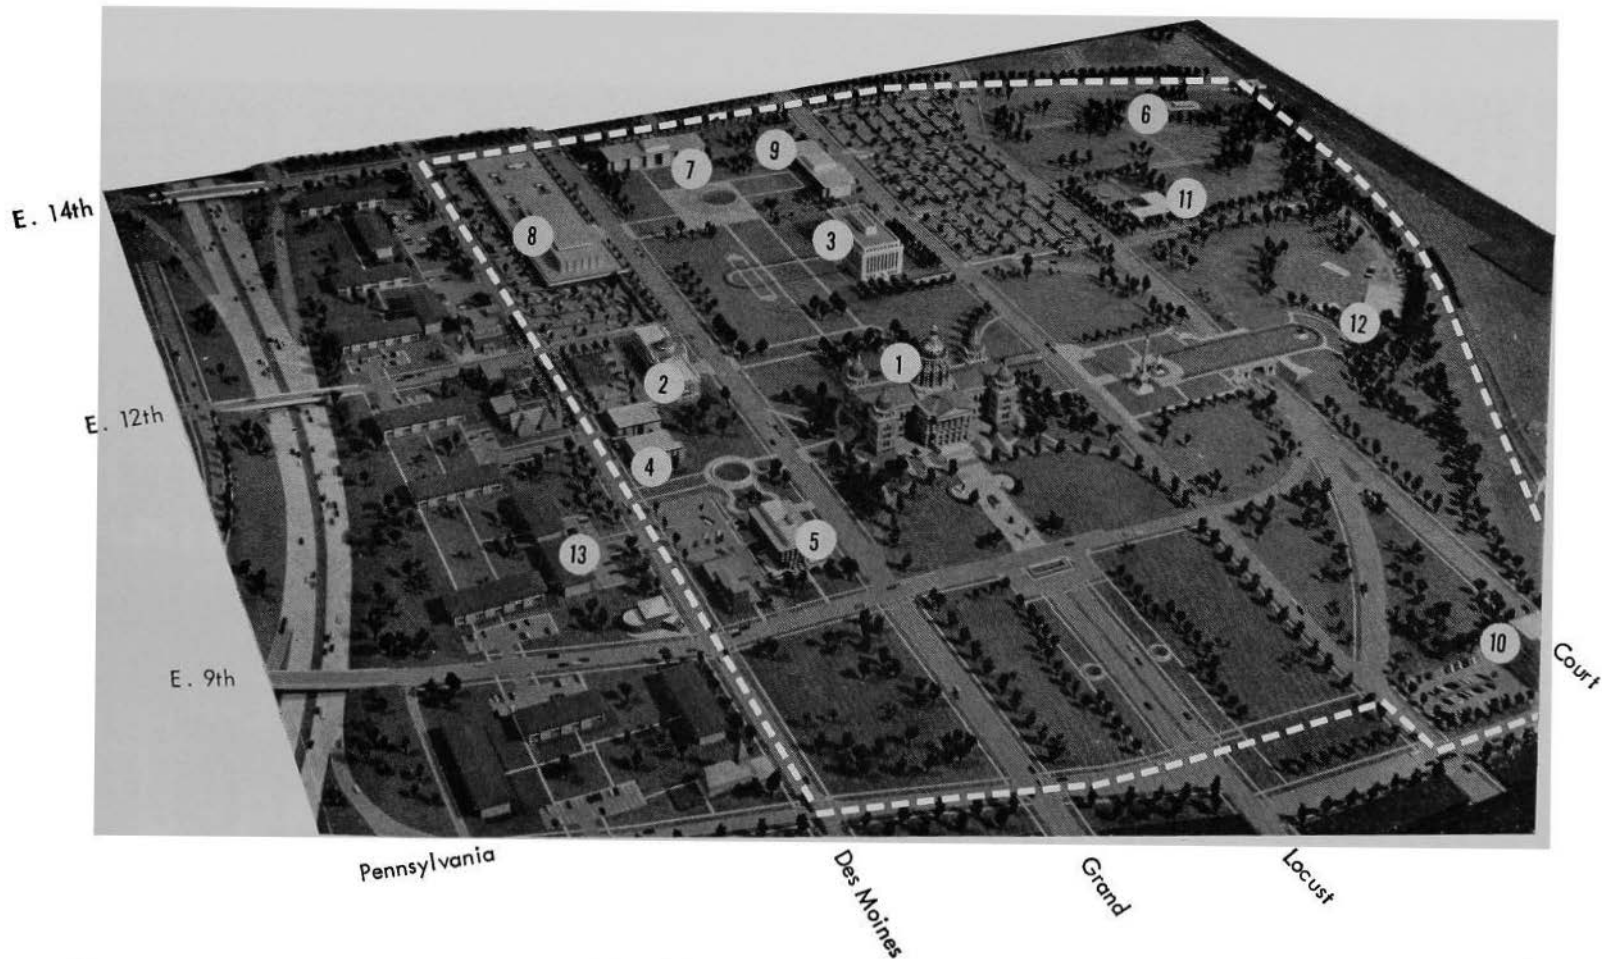 6
9
7
11
E. 14th
8
3
12
1
2
E. 12th
4
13
5
10
Court
E. 9th
Pennsylvania
Des Moines
Grand
Locust